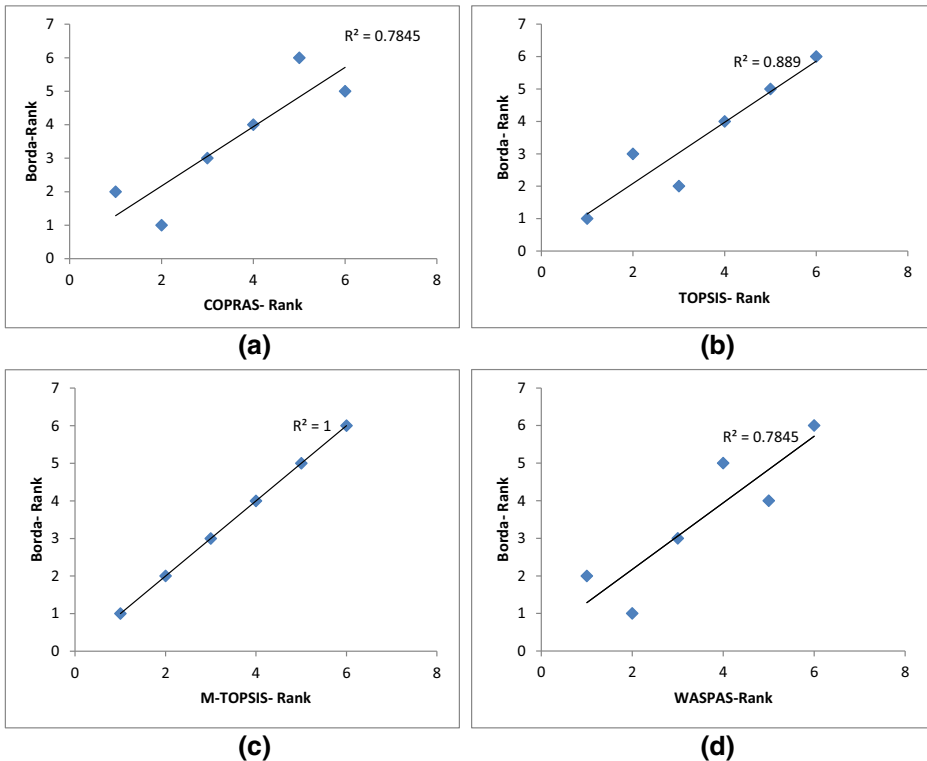 7
6
5
4
3
2
1
0
0 2 4 6 8
Borda-Rank
COPRAS- Rank
R² = 0.7845
(a)
7
6
5
4
3
2
1
0
0 2 4 6 8
Borda- Rank
TOPSIS- Rank
R² = 0.889
(b)
7
6
5
4
3
2
1
0
0 2 4 6 8
Borda- Rank
M-TOPSIS- Rank
R² = 1
(c)
7
6
5
4
3
2
1
0
0 2 4 6 8
Borda- Rank
WASPAS-Rank
R² = 0.7845
(d)